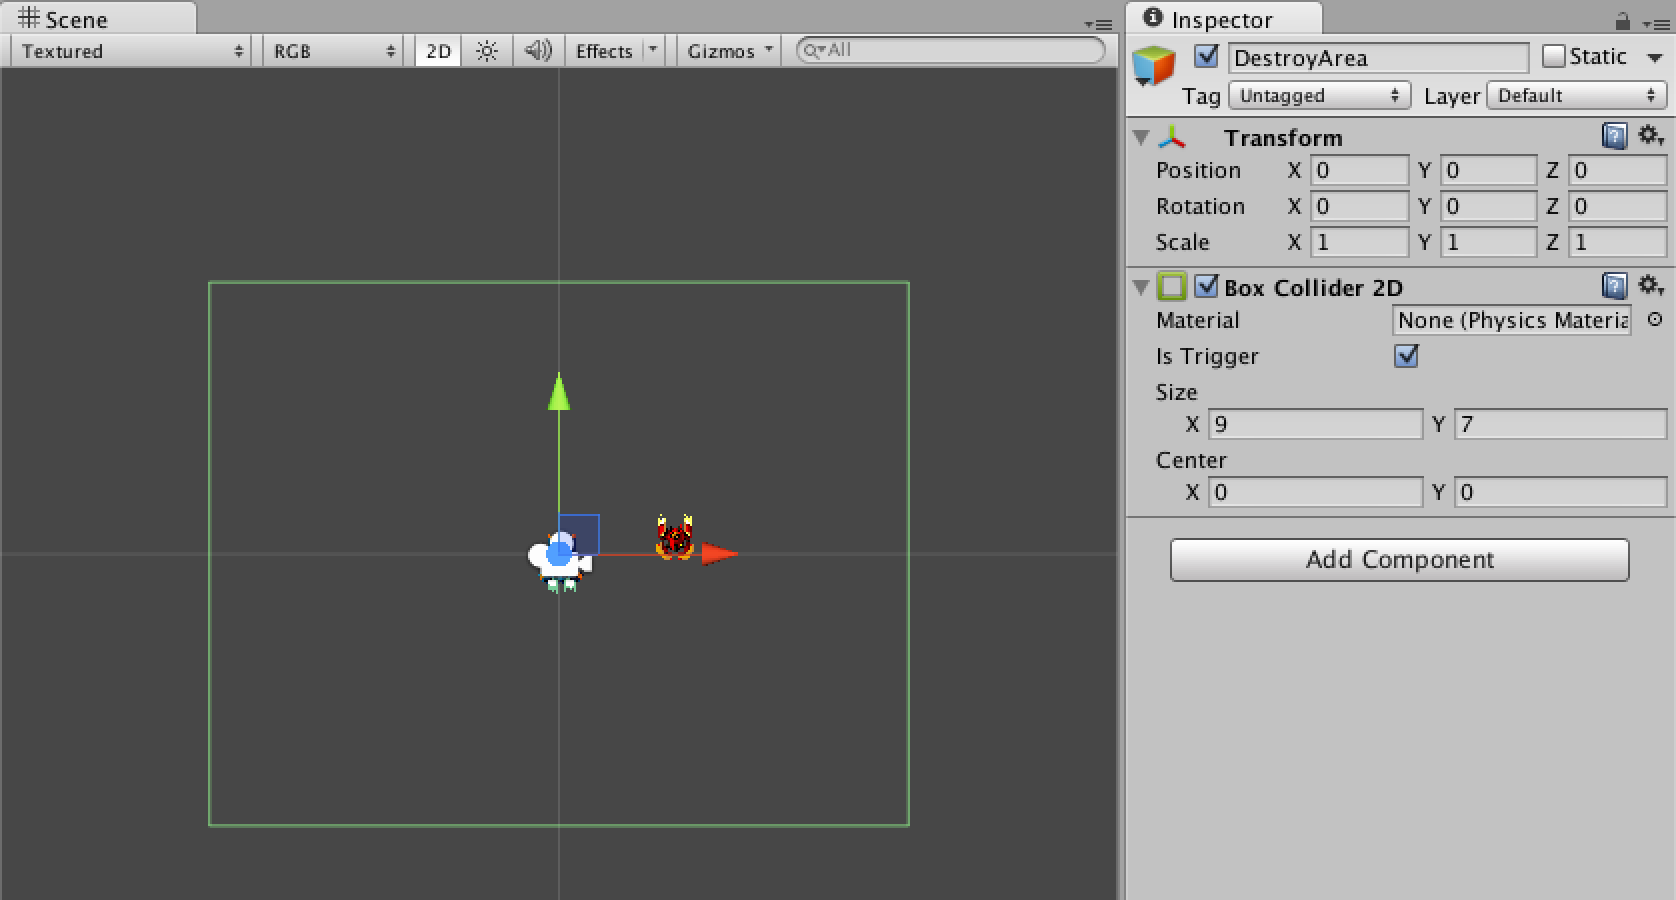 Scene
Textured RGB 2D Effects Gizmos All
Inspector
DestroyArea Static
Tag Untagged Layer Default
Transform
Position X 0 Y 0 Z 0
Rotation X 0 Y 0 Z 0
Scale X 1 Y 1 Z 1
Box Collider 2D
Material None (Physics Materia
Is Trigger
Size
X 9 Y 7
Center
X 0 Y 0
Add Component